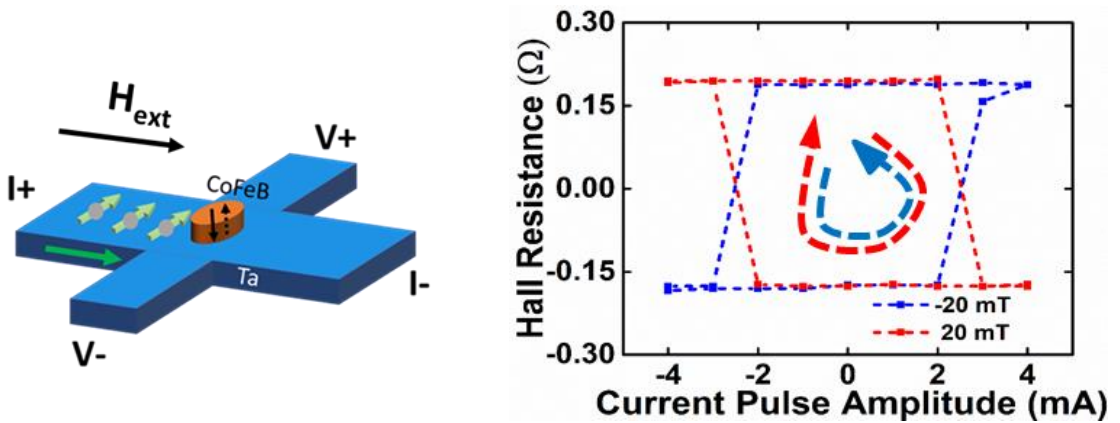 H_ext
V+
I+
CoFeB
Ta
I-
V-
Hall Resistance (Ω)
0.30
0.15
0.00
-0.15
-0.30
-20 mT
20 mT
-4 -2 0 2 4
Current Pulse Amplitude (mA)